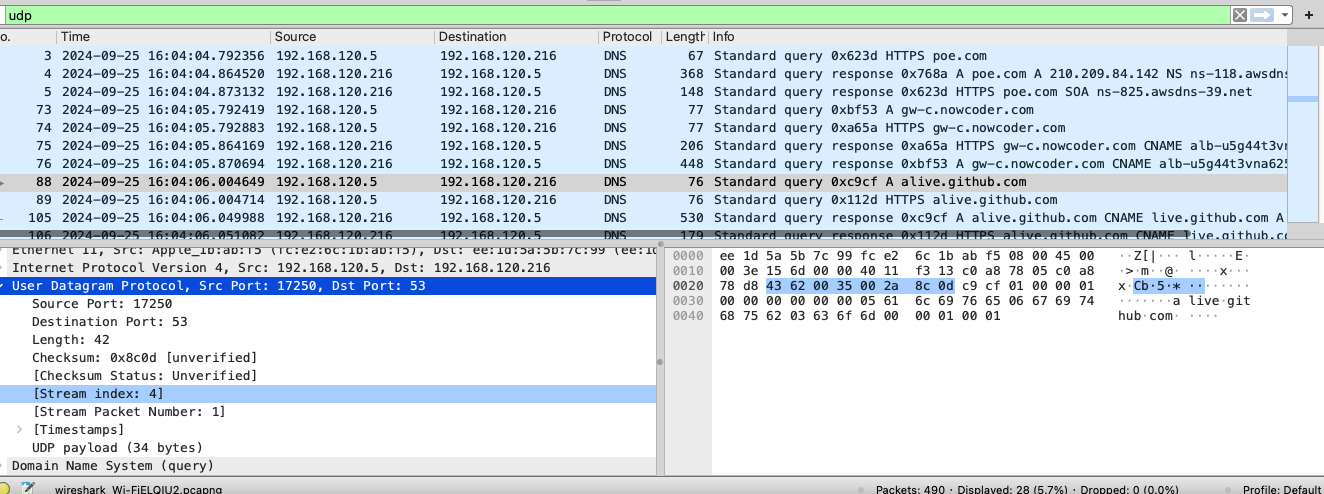 udp
o. Time Source Destination Protocol Length Info
3 2024-09-25 16:04:04.792356 192.168.120.5 192.168.120.216 DNS 67 Standard query 0x623d HTTPS poe.com
4 2024-09-25 16:04:04.864520 192.168.120.216 192.168.120.5 DNS 368 Standard query response 0x768a A poe.com A 210.209.84.142 NS ns-118.awsdns
5 2024-09-25 16:04:04.873132 192.168.120.216 192.168.120.5 DNS 148 Standard query response 0x623d HTTPS poe.com SOA ns-825.awsdns-39.net
73 2024-09-25 16:04:05.792419 192.168.120.5 192.168.120.216 DNS 77 Standard query 0xbf53 A gw-c.nowcoder.com
74 2024-09-25 16:04:05.792883 192.168.120.5 192.168.120.216 DNS 77 Standard query 0xa65a HTTPS gw-c.nowcoder.com
75 2024-09-25 16:04:05.864169 192.168.120.216 192.168.120.5 DNS 206 Standard query response 0xa65a HTTPS gw-c.nowcoder.com CNAME alb-u5g44t3vn
76 2024-09-25 16:04:05.870694 192.168.120.216 192.168.120.5 DNS 448 Standard query response 0xbf53 A gw-c.nowcoder.com CNAME alb-u5g44t3vna625
88 2024-09-25 16:04:06.004649 192.168.120.5 192.168.120.216 DNS 76 Standard query 0xc9cf A alive.github.com
89 2024-09-25 16:04:06.004714 192.168.120.5 192.168.120.216 DNS 76 Standard query 0x112d HTTPS alive.github.com
105 2024-09-25 16:04:06.049988 192.168.120.216 192.168.120.5 DNS 530 Standard query response 0xc9cf A alive.github.com CNAME live.github.com A
106 2024-09-25 16:04:06.051082 192.168.120.216 192.168.120.5 DNS 179 Standard query response 0x112d HTTPS alive.github.com CNAME live.github.co
Ethernet II, Src: Apple_1b:ab:f5 (fc:e2:6c:1b:ab:f5), Dst: ee:1d:5a:5b:7c:99 (ee:1d
Internet Protocol Version 4, Src: 192.168.120.5, Dst: 192.168.120.216
User Datagram Protocol, Src Port: 17250, Dst Port: 53
Source Port: 17250
Destination Port: 53
Length: 42
Checksum: 0x8c0d [unverified]
[Checksum Status: Unverified]
[Stream index: 4]
[Stream Packet Number: 1]
[Timestamps]
UDP payload (34 bytes)
Domain Name System (query)
0000 ee 1d 5a 5b 7c 99 fc e2 6c 1b ab f5 08 00 45 00 ··Z[|··· l·····E·
0010 00 3e 15 6d 00 00 40 11 f3 13 c0 a8 78 05 c0 a8 ·>·m··@· ····x···
0020 78 d8 43 62 00 35 00 2a 8c 0d c9 cf 01 00 00 01 x·Cb·5·* ········
0030 00 00 00 00 00 00 05 61 6c 69 76 65 06 67 69 74 ·······a live·git
0040 68 75 62 03 63 6f 6d 00 00 01 00 01 hub·com· ····
wireshark_Wi-FiELQIU2.pcapng Packets: 490 · Displayed: 28 (5.7%) · Dropped: 0 (0.0%) Profile: Default